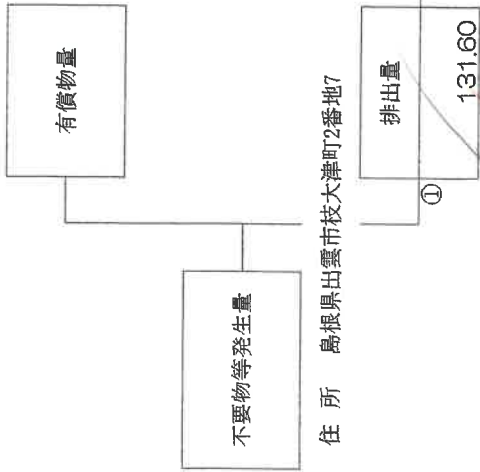 有償物量
不要物等発生量
住 所 島根県出雲市枝大津町2番地7
排出量
①
131.60